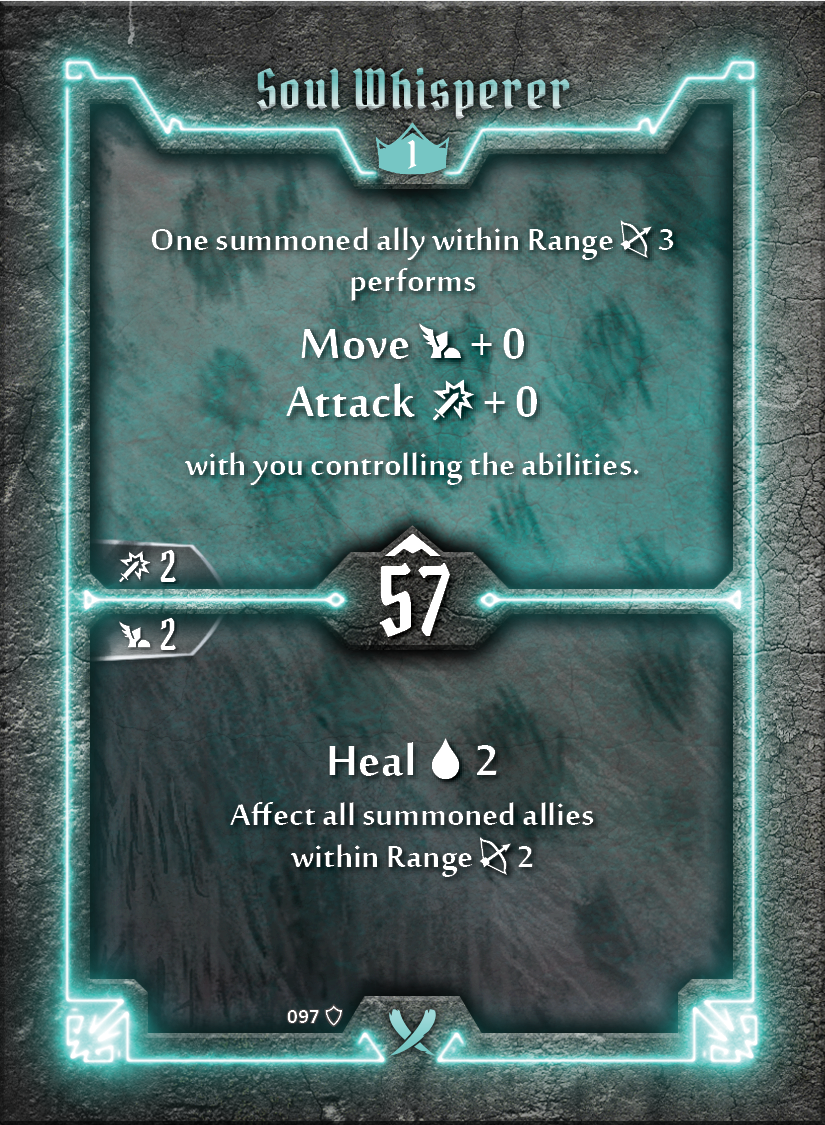 Soul Whisperer
1
One summoned ally within Range 3
performs
Move + 0
Attack + 0
with you controlling the abilities.
2
57
2
Heal 2
Affect all summoned allies
within Range 2
097